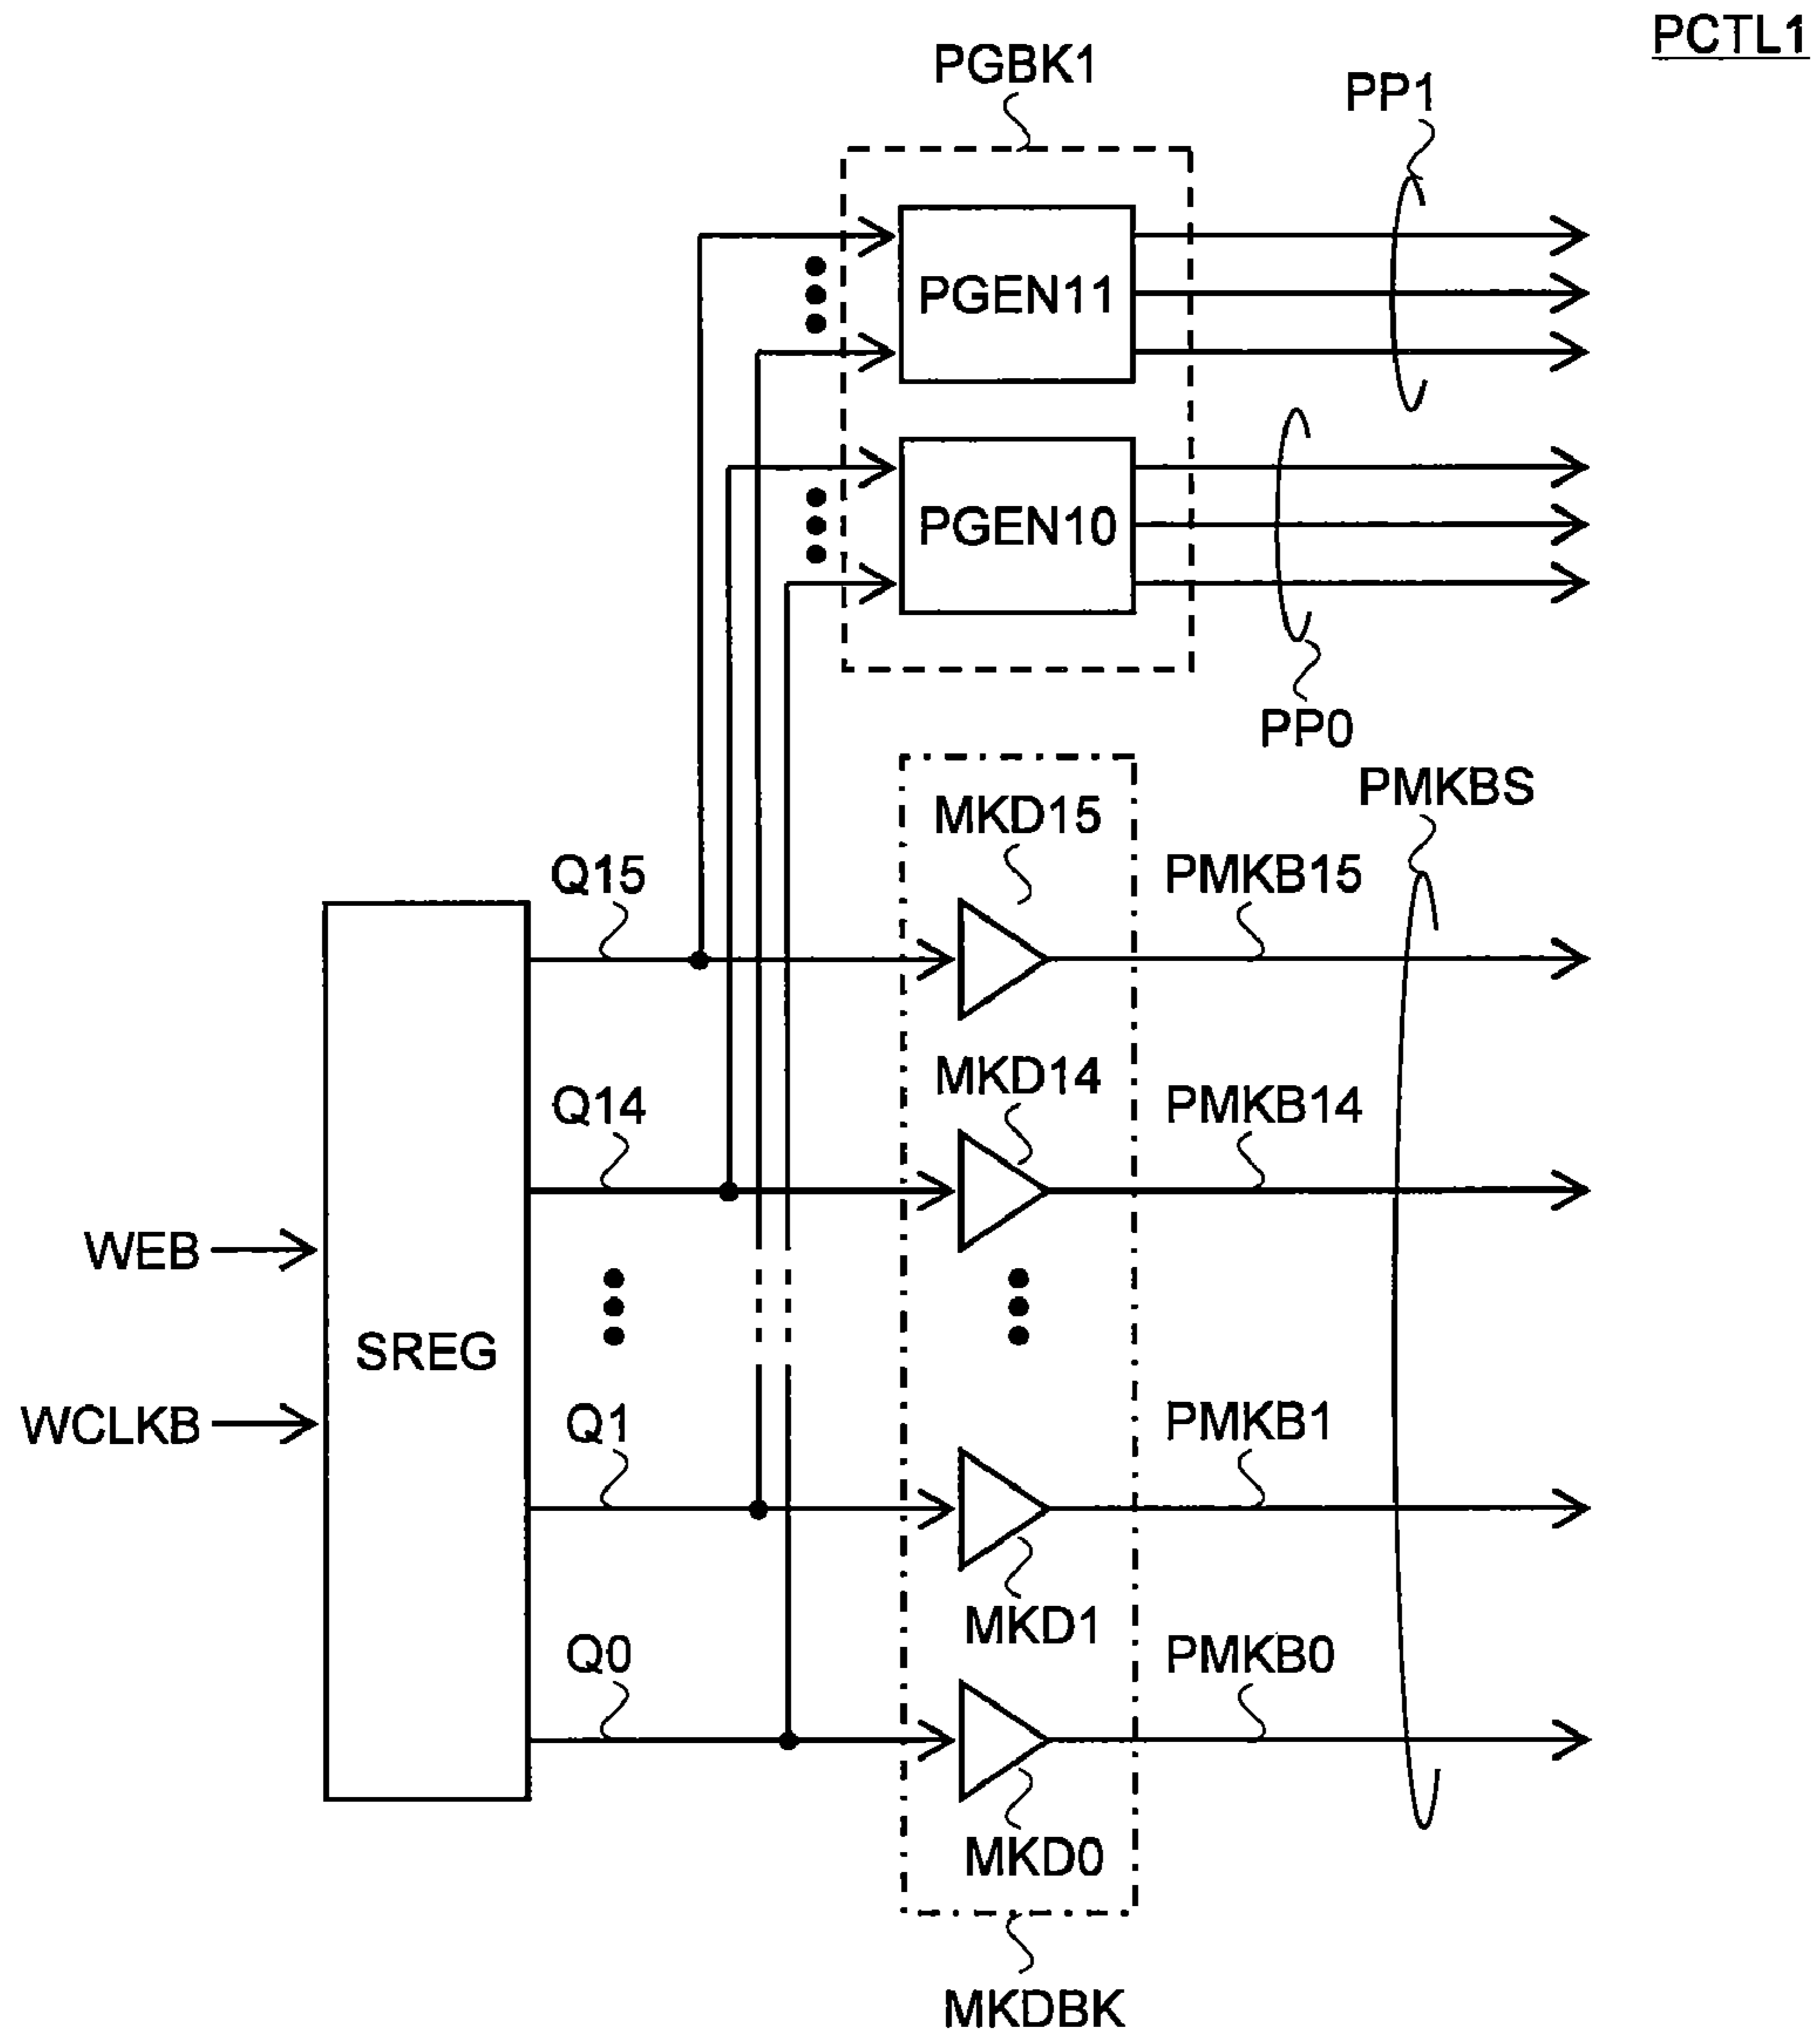 PCTL1
PGBK1
PP1
PGEN11
PGEN10
PP0
PMKBS
MKD15
Q15
PMKB15
MKD14
Q14
PMKB14
WEB
SREG
WCLKB
Q1
PMKB1
MKD1
Q0
PMKB0
MKD0
MKDBK